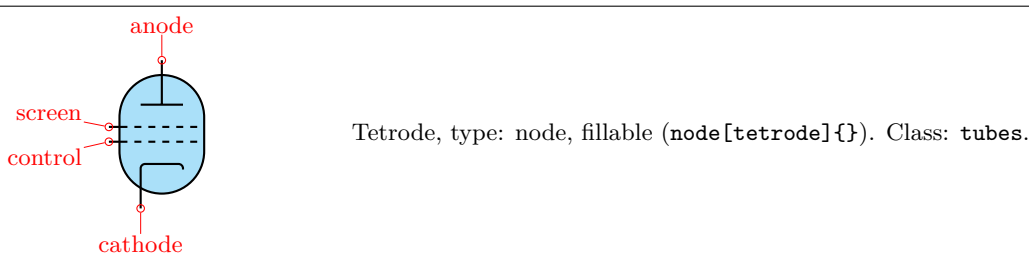 anode
screen
Tetrode, type: node, fillable (node[tetrode]{}). Class: tubes.
control
cathode